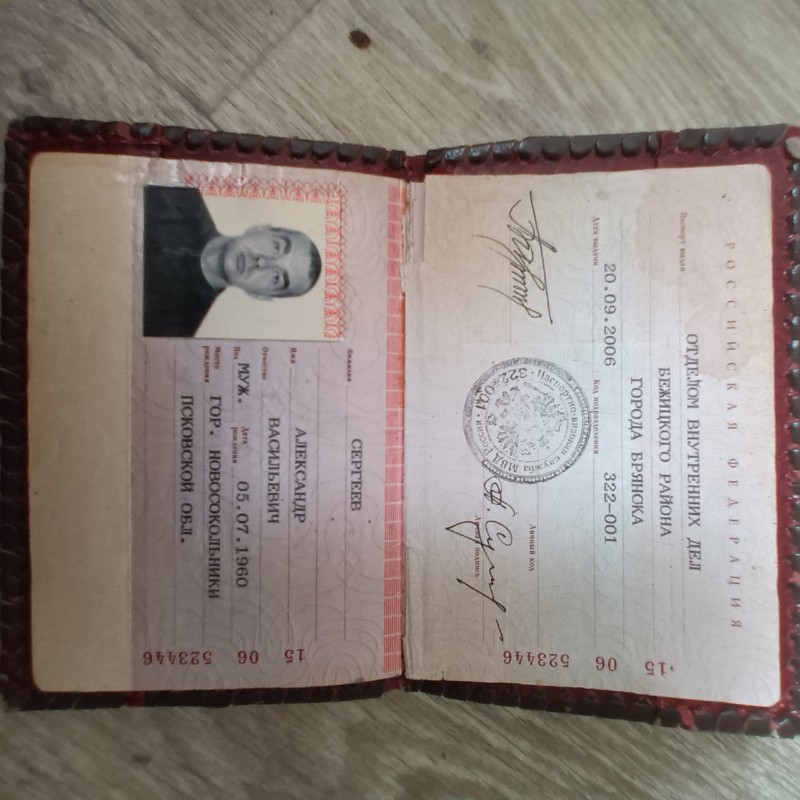 РОССИЙСКАЯ ФЕДЕРАЦИЯ
Паспорт выдан
ОТДЕЛОМ ВНУТРЕННИХ ДЕЛ
БЕЖИЦКОГО РАЙОНА
ГОРОДА БРЯНСКА
Дата выдачи 20.09.2006 Код подразделения 322-001
Личный код
Личная подпись
Паспортно-визовая служба МВД России
322-001
15 06 523446
Фамилия СЕРГЕЕВ
Имя АЛЕКСАНДР
Отчество ВАСИЛЬЕВИЧ
Пол МУЖ. Дата рождения 05.07.1960
Место рождения ГОР. НОВОСОКОЛЬНИКИ
ПСКОВСКОЙ ОБЛ.
15 06 523446